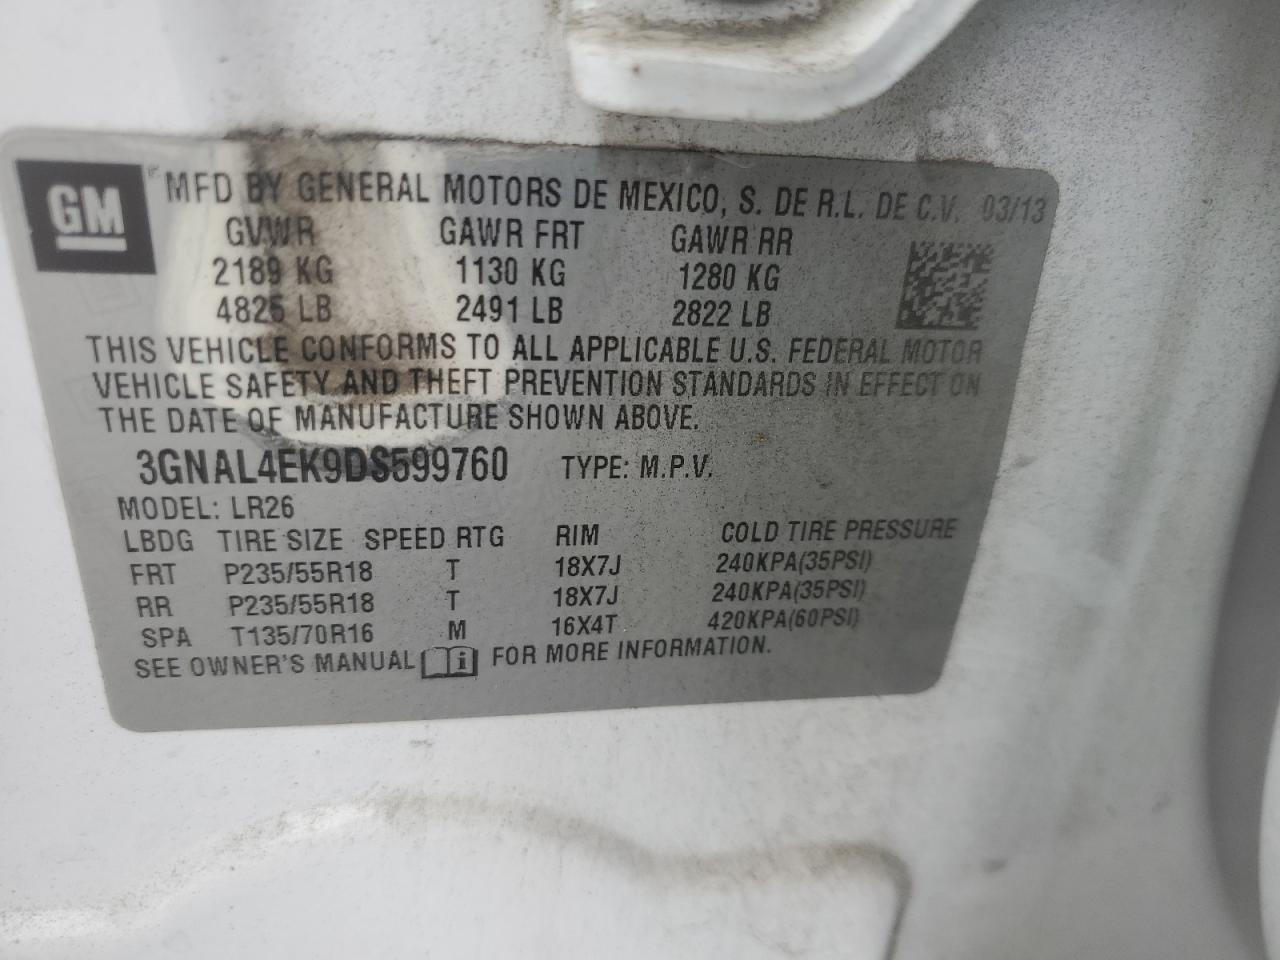 GM
MFD BY GENERAL MOTORS DE MEXICO, S. DE R.L. DE C.V. 03/13
GVWR GAWR FRT GAWR RR
2189 KG 1130 KG 1280 KG
4825 LB 2491 LB 2822 LB
THIS VEHICLE CONFORMS TO ALL APPLICABLE U.S. FEDERAL MOTOR
VEHICLE SAFETY AND THEFT PREVENTION STANDARDS IN EFFECT ON
THE DATE OF MANUFACTURE SHOWN ABOVE.
3GNAL4EK9DS599760 TYPE: M.P.V.
MODEL: LR26
LBDG TIRE SIZE SPEED RTG RIM COLD TIRE PRESSURE
FRT P235/55R18 T 18X7J 240KPA(35PSI)
RR P235/55R18 T 18X7J 240KPA(35PSI)
SPA T135/70R16 M 16X4T 420KPA(60PSI)
SEE OWNER'S MANUAL FOR MORE INFORMATION.